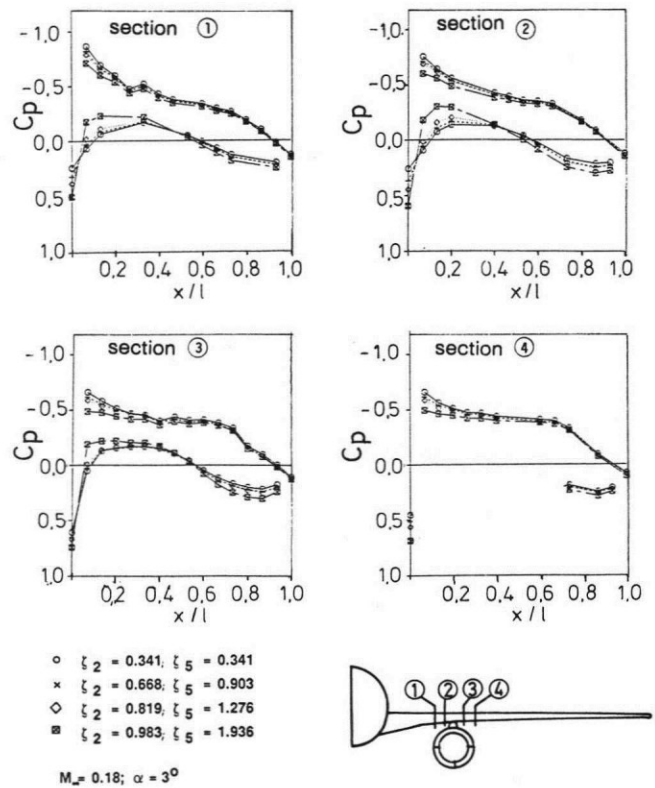 section ①
Cp
- 1,0
- 0.5
0.0
0.5
1.0
0,2 0,4 0,6 0,8 1,0
x/l
section ②
Cp
- 1.0
- 0.5
0.0
0.5
1.0
0,2 0,4 0,6 0,8 1,0
x/l
section ③
Cp
- 1,0
- 0.5
0.0
0.5
1.0
0,2 0,4 0,6 0,8 1,0
x/l
section ④
Cp
- 1,0
- 0.5
0.0
0.5
1.0
0,2 0,4 0,6 0,8 1,0
x/l
ζ2 = 0.341; ζ5 = 0.341
ζ2 = 0.668; ζ5 = 0.903
ζ2 = 0.819; ζ5 = 1.276
ζ2 = 0.983; ζ5 = 1.936
M∞= 0.18; α = 3º
① ② ③ ④